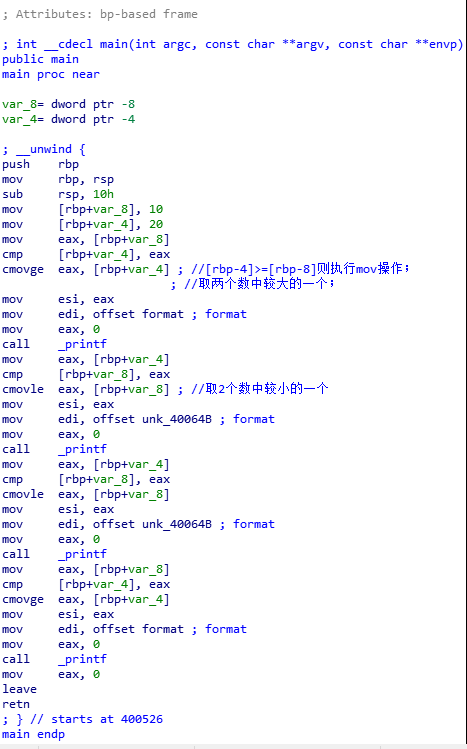 ; Attributes: bp-based frame
; int __cdecl main(int argc, const char **argv, const char **envp)
public main
main proc near
var_8= dword ptr -8
var_4= dword ptr -4
; __unwind {
push rbp
mov rbp, rsp
sub rsp, 10h
mov [rbp+var_8], 10
mov [rbp+var_4], 20
mov eax, [rbp+var_8]
cmp [rbp+var_4], eax
cmovge eax, [rbp+var_4] ; //[rbp-4]>=[rbp-8]则执行mov操作；
; //取两个数中较大的一个；
mov esi, eax
mov edi, offset format ; format
mov eax, 0
call _printf
mov eax, [rbp+var_4]
cmp [rbp+var_8], eax
cmovle eax, [rbp+var_8] ; //取2个数中较小的一个
mov esi, eax
mov edi, offset unk_40064B ; format
mov eax, 0
call _printf
mov eax, [rbp+var_4]
cmp [rbp+var_8], eax
cmovle eax, [rbp+var_8]
mov esi, eax
mov edi, offset unk_40064B ; format
mov eax, 0
call _printf
mov eax, [rbp+var_8]
cmp [rbp+var_4], eax
cmovge eax, [rbp+var_4]
mov esi, eax
mov edi, offset format ; format
mov eax, 0
call _printf
mov eax, 0
leave
retn
; } // starts at 400526
main endp